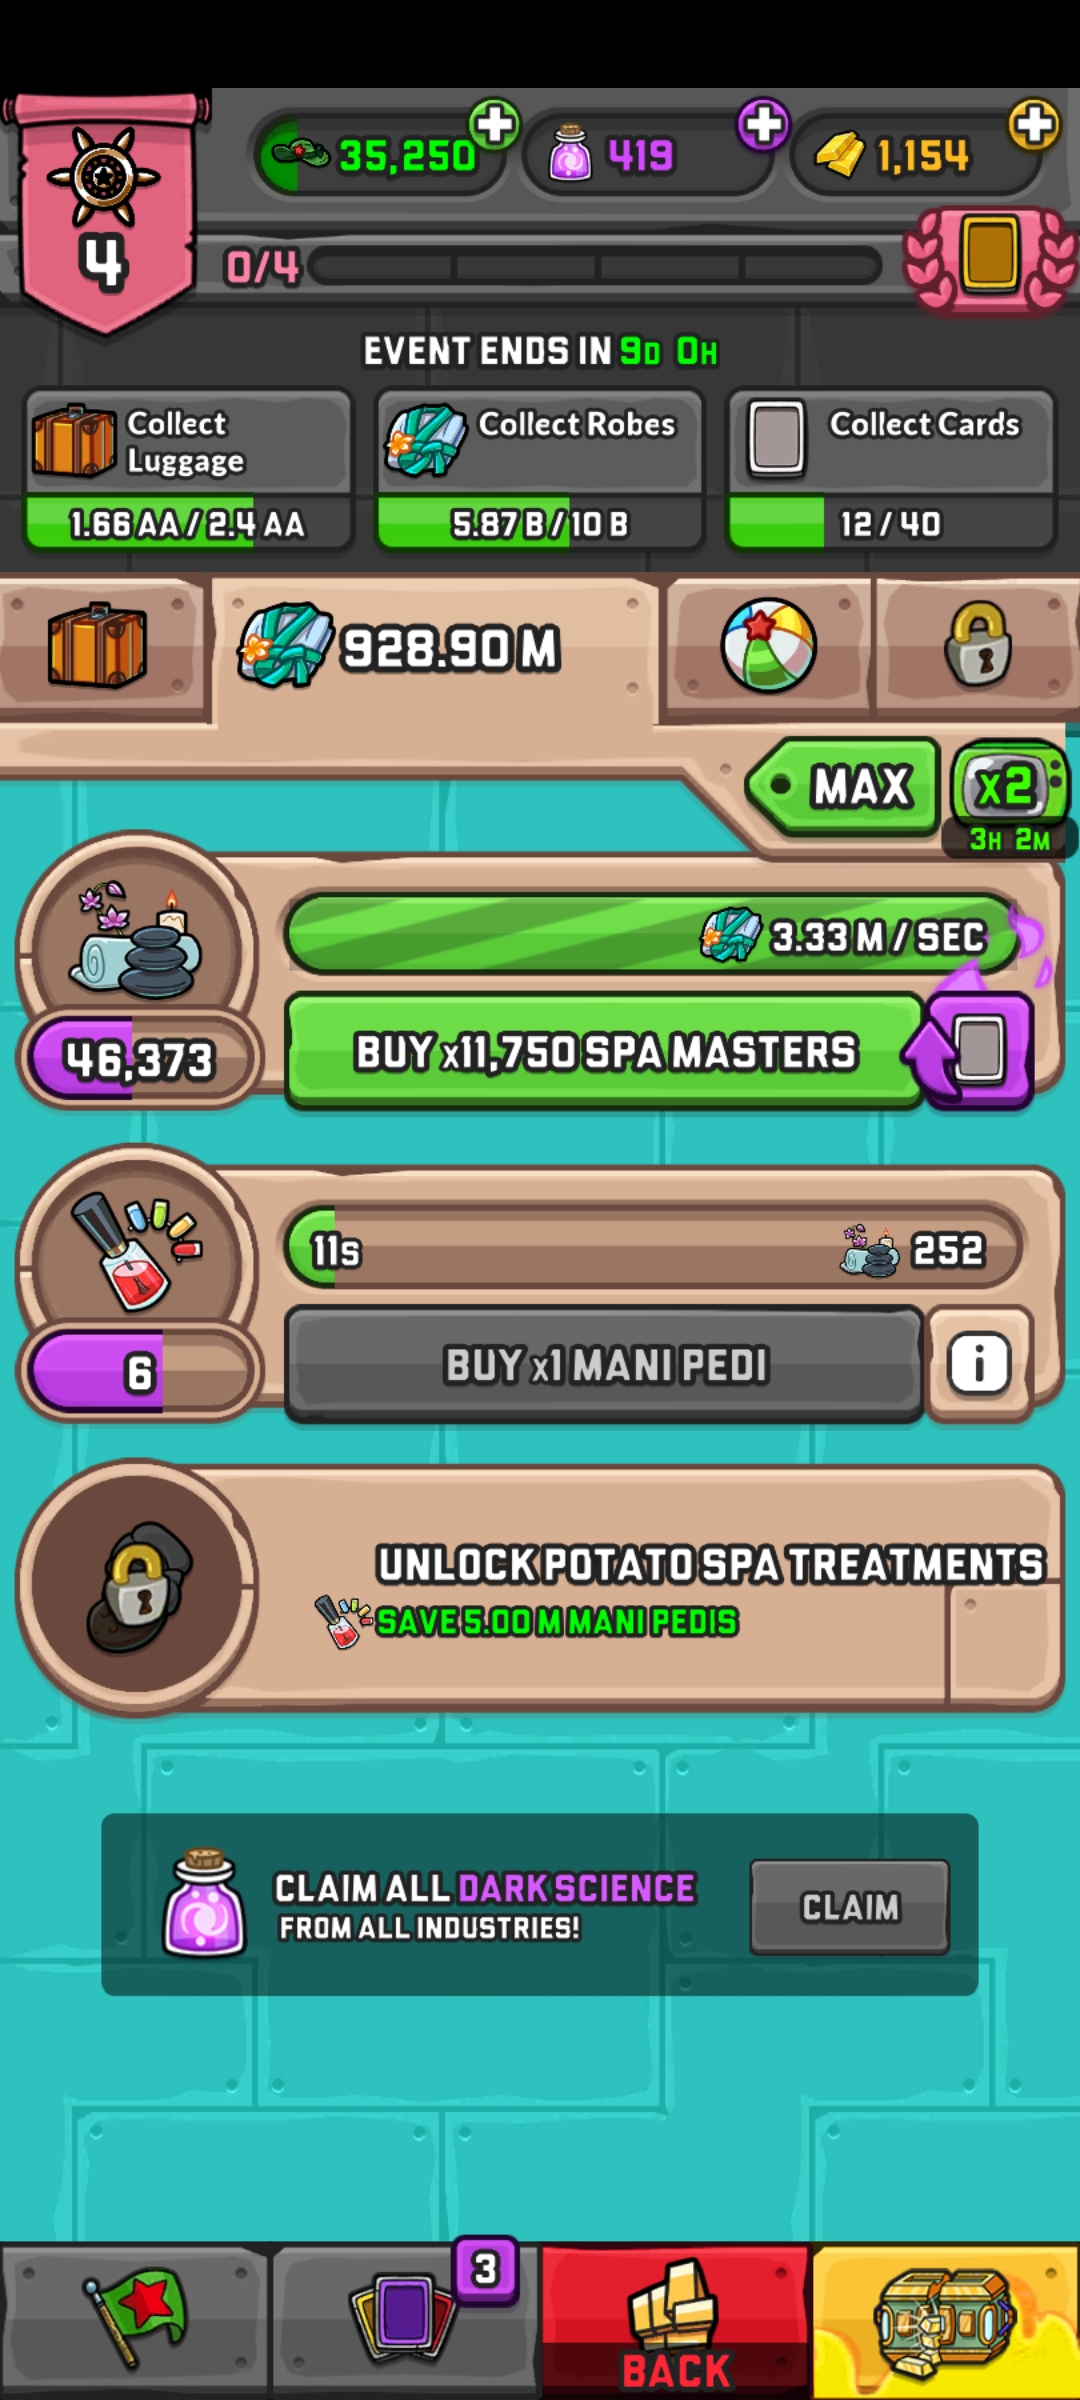 35,250
419
1,154
4
0/4
EVENT ENDS IN 9D 0H
Collect
Luggage
Collect Robes
Collect Cards
1.66 AA / 2.4 AA
5.87 B / 10 B
12 / 40
928.90 M
MAX
x2
3H 2M
3.33 M / SEC
46,373
BUY x11,750 SPA MASTERS
11s
252
6
BUY x1 MANI PEDI
i
UNLOCK POTATO SPA TREATMENTS
SAVE 5.00 M MANI PEDIS
CLAIM ALL DARK SCIENCE
FROM ALL INDUSTRIES!
CLAIM
3
BACK